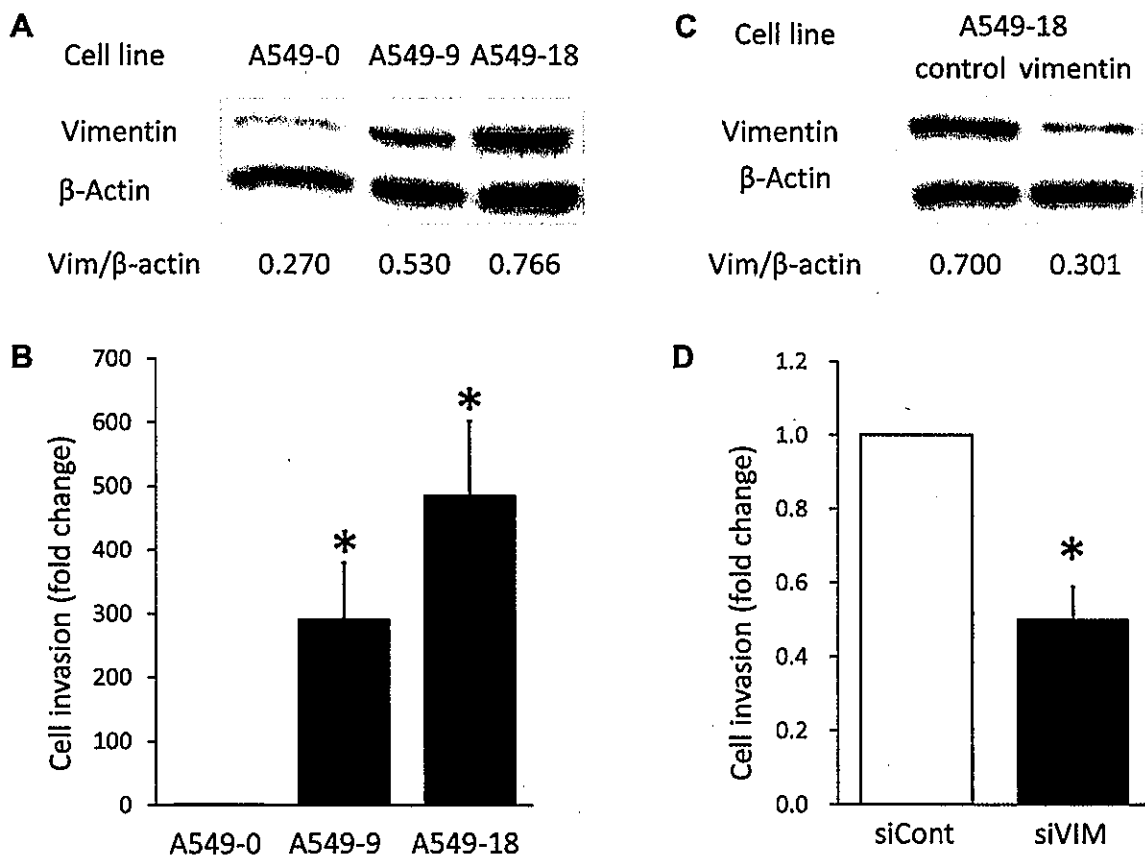 A
Cell line A549-0 A549-9 A549-18
Vimentin
β-Actin
Vim/β-actin 0.270 0.530 0.766
B
Cell invasion (fold change)
700
600
500
400
300
200
100
0
A549-0 A549-9 A549-18
*
*
C
Cell line A549-18
control vimentin
Vimentin
β-Actin
Vim/β-actin 0.700 0.301
D
Cell invasion (fold change)
1.2
1.0
0.8
0.6
0.4
0.2
0.0
siCont siVIM
*